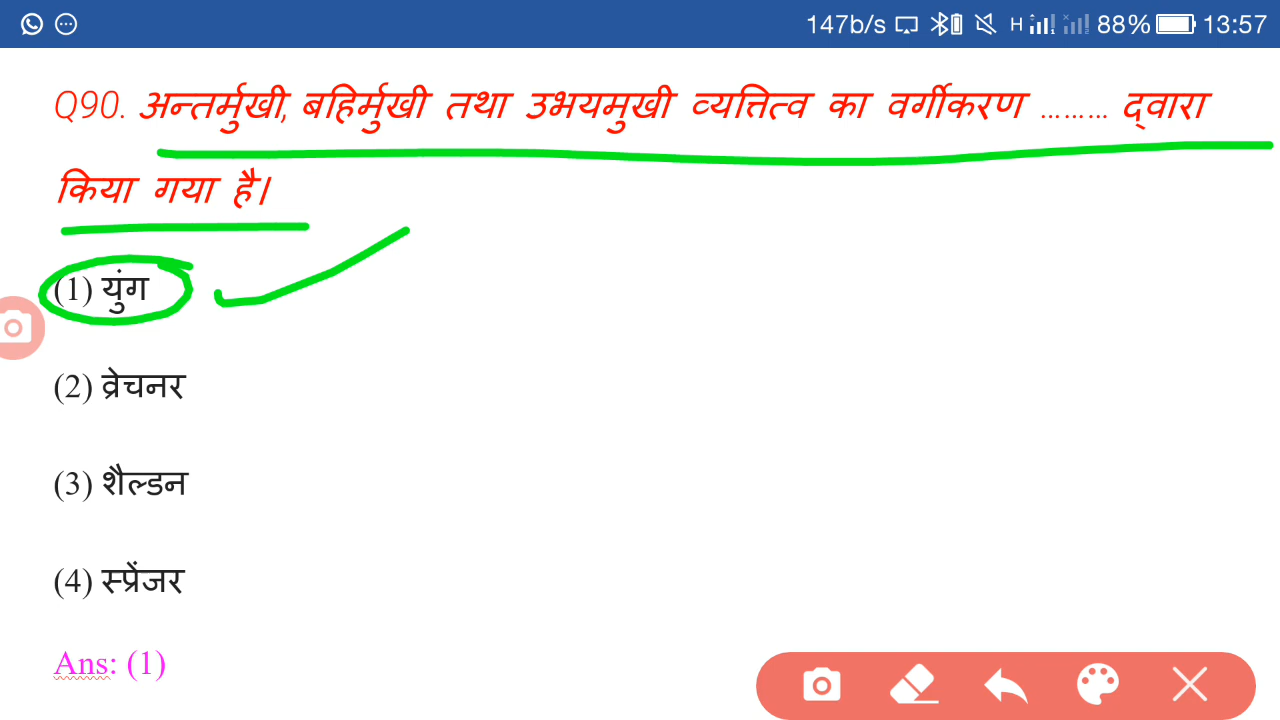 147b/s H 88% 13:57
Q90. अन्तर्मुखी, बहिर्मुखी तथा उभयमुखी व्यत्तित्व का वर्गीकरण ……… द्वारा
किया गया है।
(1) युंग
(2) व्रेचनर
(3) शैल्डन
(4) स्प्रेंजर
Ans: (1)